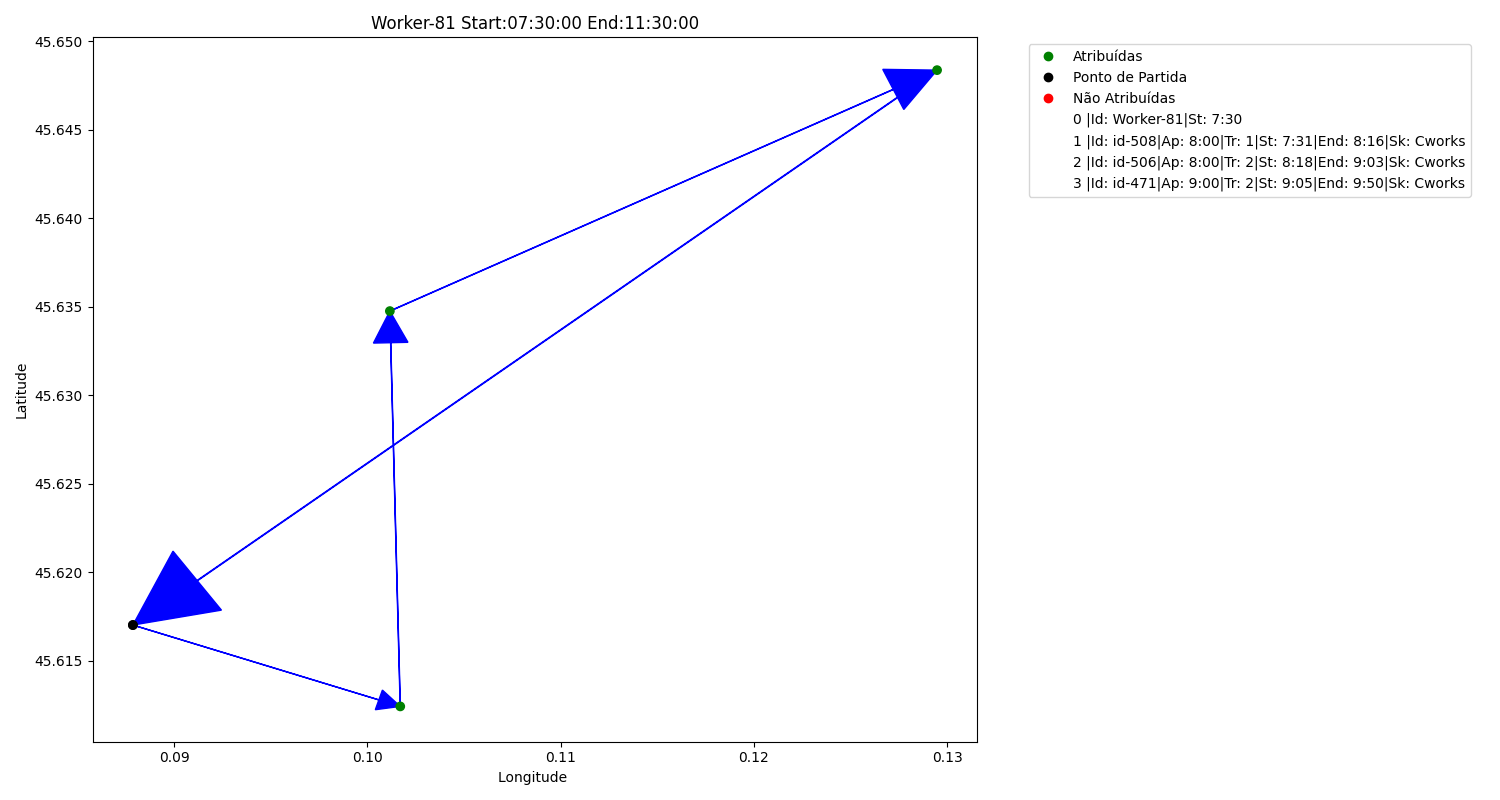 Worker-81 Start:07:30:00 End:11:30:00
45.650
45.645
45.640
45.635
45.630
45.625
45.620
45.615
Latitude
0.09
0.10
0.11
0.12
0.13
Longitude
Atribuídas
Ponto de Partida
Não Atribuídas
0 |Id: Worker-81|St: 7:30
1 |Id: id-508|Ap: 8:00|Tr: 1|St: 7:31|End: 8:16|Sk: Cworks
2 |Id: id-506|Ap: 8:00|Tr: 2|St: 8:18|End: 9:03|Sk: Cworks
3 |Id: id-471|Ap: 9:00|Tr: 2|St: 9:05|End: 9:50|Sk: Cworks